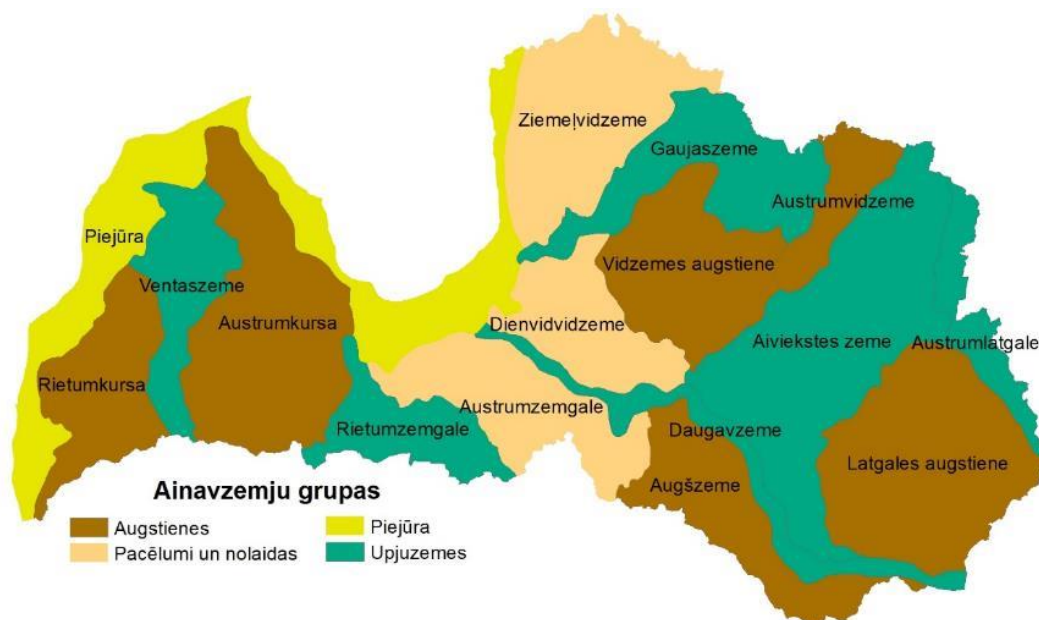 Ziemeļvidzeme
Gaujaszeme
Austrumvidzeme
Piejūra
Vidzemes augstiene
Ventaszeme
Austrumkursa
Dienvidvidzeme
Aiviekstes zeme
Austrumlatgale
Rietumkursa
Austrumzemgale
Rietumzemgale
Daugavzeme
Latgales augstiene
Augšzeme
Ainavzemju grupas
Augstienes
Piejūra
Pacēlumi un nolaidas
Upjuzemes